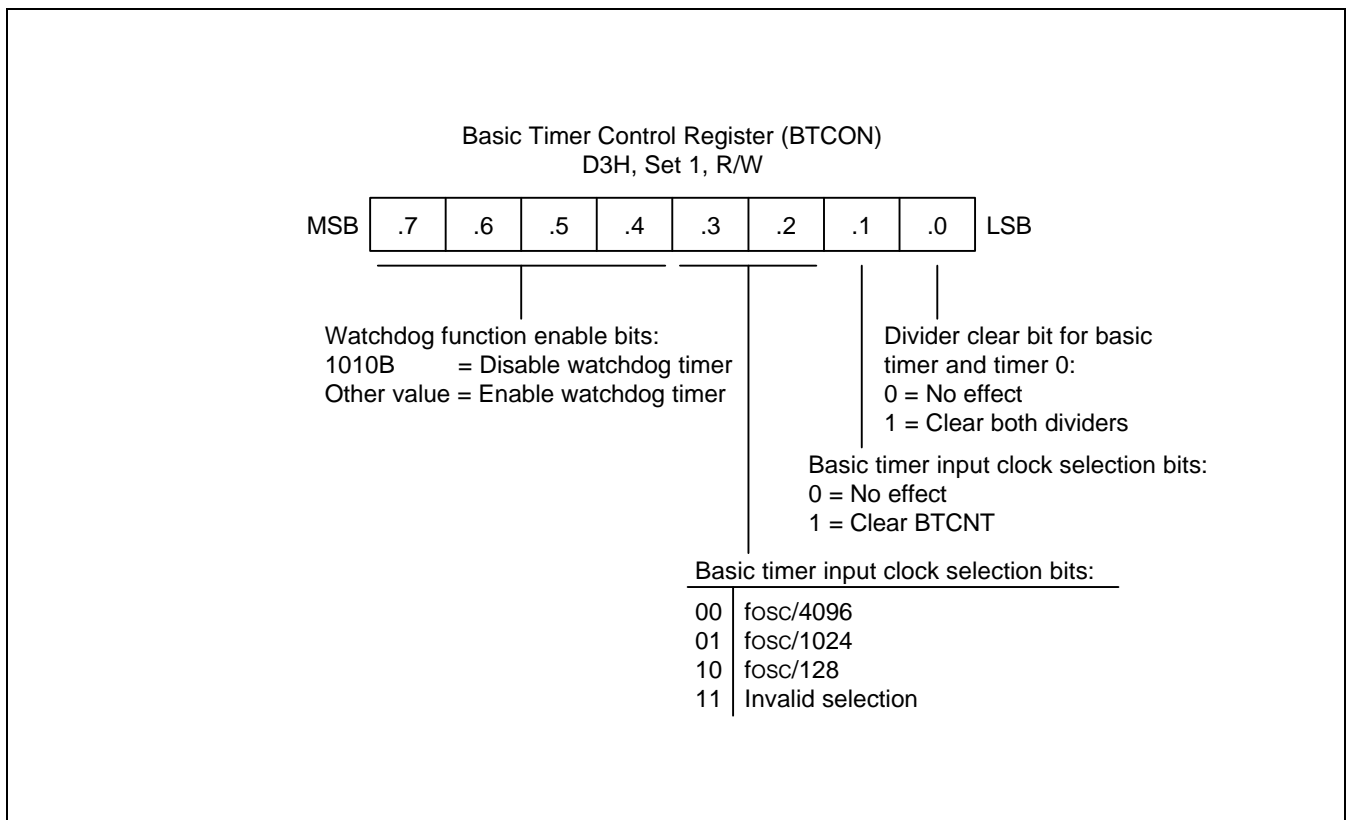 Basic Timer Control Register (BTCON)
D3H, Set 1, R/W
MSB .7 .6 .5 .4 .3 .2 .1 .0 LSB
Watchdog function enable bits:
1010B = Disable watchdog timer
Other value = Enable watchdog timer
Divider clear bit for basic
timer and timer 0:
0 = No effect
1 = Clear both dividers
Basic timer input clock selection bits:
0 = No effect
1 = Clear BTCNT
Basic timer input clock selection bits:
00 fOSC/4096
01 fOSC/1024
10 fOSC/128
11 Invalid selection